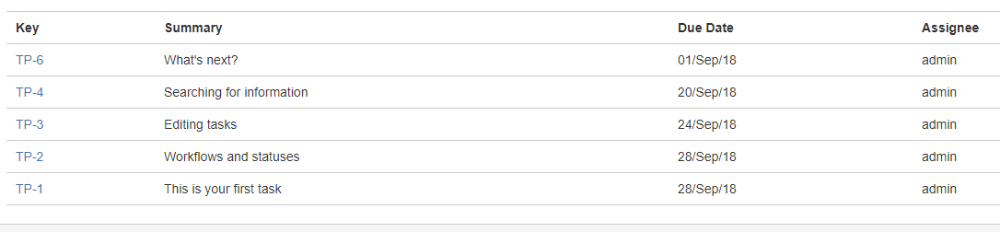 Key Summary Due Date Assignee
TP-6 What's next? 01/Sep/18 admin
TP-4 Searching for information 20/Sep/18 admin
TP-3 Editing tasks 24/Sep/18 admin
TP-2 Workflows and statuses 28/Sep/18 admin
TP-1 This is your first task 28/Sep/18 admin